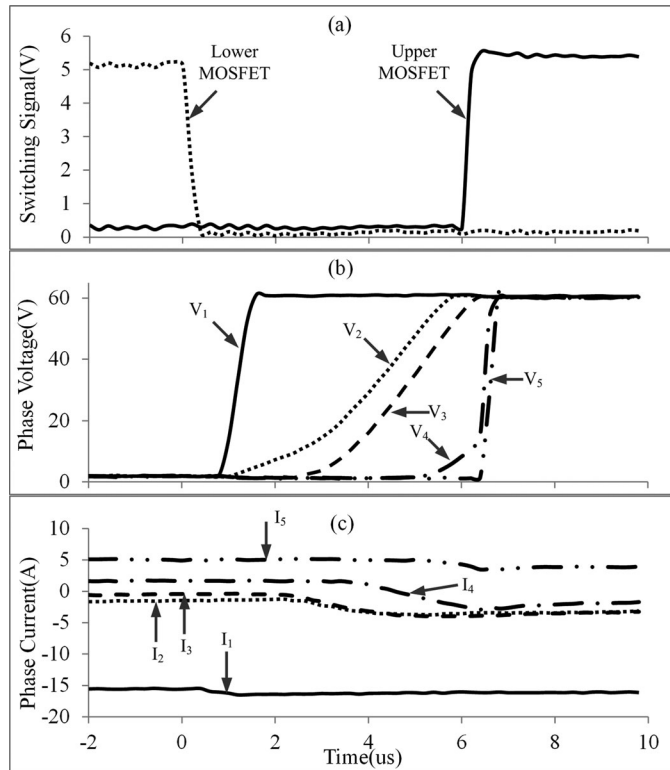 (a)
Switching Signal(V)
6
5
4
3
2
1
0
Lower
MOSFET
Upper
MOSFET
(b)
Phase Voltage(V)
60
40
20
0
V₁
V₂
V₃
V₄
V₅
(c)
Phase Current(A)
10
5
0
-5
-10
-15
-20
I₅
I₄
I₂
I₃
I₁
-2
0
2
4
6
8
10
Time(us)